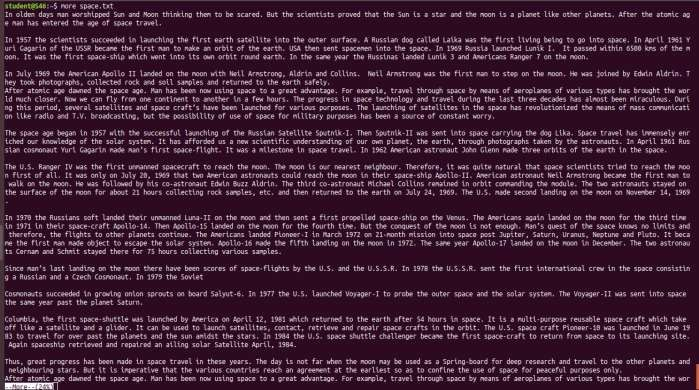 student@S46:~$ more space.txt
In olden days man worshipped Sun and Moon thinking them to be scared. But the scientists proved that the Sun is a star and the moon is a planet like other planets. After the atomic ag
e man has entered the age of space travel.
In 1957 the scientists succeeded in launching the first earth satellite into the outer surface. A Russian dog called Laika was the first living being to go into space. In April 1961 Y
uri Gagarin of the USSR became the first man to make an orbit of the earth. USA then sent spacemen into the space. In 1969 Russia launched Lunik I.  It passed within 6500 kms of the m
oon. It was the first space-ship which went into its own orbit round earth. In the same year the Russians landed Lunik 3 and Americans Ranger 7 on the moon.
In July 1969 the American Apollo II landed on the moon with Neil Armstrong, Aldrin and Collins.  Neil Armstrong was the first man to step on the moon. He was joined by Edwin Aldrin. T
hey took photographs, collected rock and soil samples and returned to the earth safely.
After atomic age dawned the space age. Man has been now using space to a great advantage. For example, travel through space by means of aeroplanes of various types has brought the wor
ld much closer. Now we can fly from one continent to another in a few hours. The progress in space technology and travel during the last three decades has almost been miraculous. Duri
ng this period, several satellites and space craft's have been launched for various purposes. The launching of satellites in the space has revolutionized the means of mass communicati
on like radio and T.V. broadcasting, but the possibility of use of space for military purposes has been a source of constant worry.
The space age began in 1957 with the successful launching of the Russian Satellite Sputnik-I. Then Sputnik-II was sent into space carrying the dog Lika. Space travel has immensely enr
iched our knowledge of the solar system. It has afforded us a new scientific understanding of our own planet, the earth, through photographs taken by the astronauts. In April 1961 Rus
sian cosmonaut Yuri Gagarin made man's first space-flight. It was a milestone in space travel. In 1962 American astronaut John Glenn made three orbits of the earth in the space.
The U.S. Ranger IV was the first unmanned spacecraft to reach the moon. The moon is our nearest neighbour. Therefore, it was quite natural that space scientists tried to reach the moo
n first of all. It was only on July 20, 1969 that two American astronauts could reach the moon in their space-ship Apollo-II. American astronaut Neil Armstrong became the first man to
walk on the moon. He was followed by his co-astronaut Edwin Buzz Aldrin. The third co-astronaut Michael Collins remained in orbit commanding the module. The two astronauts stayed on
the surface of the moon for about 21 hours collecting rock samples, etc. and then returned to the earth on July 24, 1969. The U.S. made second landing on the moon on November 14, 1969
.
In 1970 the Russians soft landed their unmanned Luna-II on the moon and then sent a first propelled space-ship on the Venus. The Americans again landed on the moon for the third time
in 1971 in their space-craft Apollo-14. Then Apollo-15 landed on the moon for the fourth time. But the conquest of the moon is not enough. Man's quest of the space knows no limits and
therefore, the flights to other planets continue. The Americans landed Pioneer-I in March 1972 on 21-month mission into space post Jupiter, Saturn, Uranus, Neptune and Pluto. It beca
me the first man made object to escape the solar system. Apollo-16 made the fifth landing on the moon in 1972. The same year Apollo-17 landed on the moon in December. The two astronau
ts Cernam and Schmit stayed there for 75 hours collecting various samples.
Since man's last landing on the moon there have been scores of space-flights by the U.S. and the U.S.S.R. In 1978 the U.S.S.R. sent the first international crew in the space consistin
g a Russian and a Czech Cosmonaut. In 1979 the Soviet
Cosmonauts succeeded in growing onion sprouts on board Salyut-6. In 1977 the U.S. launched Voyager-I to probe the outer space and the solar system. The Voyager-II was sent into space
the same year past the planet Saturn.
Columbia, the first space-shuttle was launched by America on April 12, 1981 which returned to the earth after 54 hours in space. It is a multi-purpose reusable space craft which take
off like a satellite and a glider. It can be used to launch satellites, contact, retrieve and repair space crafts in the orbit. The U.S. space craft Pioneer-10 was launched in June 19
83 to travel for over past the planets and the sun amidst the stars. In 1984 the U.S. space shuttle challenger became the first space-craft to return from space to its launching site.
Again spaceship retrieved and repaired an ailing solar Satellite April, 1984.
Thus, great progress has been made in space travel in these years. The day is not far when the moon may be used as a Spring-board for deep research and travel to the other planets and
neighbouring stars. But it is imperative that the various countries reach an agreement at the earliest so as to confine the use of space for peaceful purposes only.
After atomic age dawned the space age. Man has been now using space to a great advantage. For example, travel through space by means of aeroplanes of various types has brought the wor